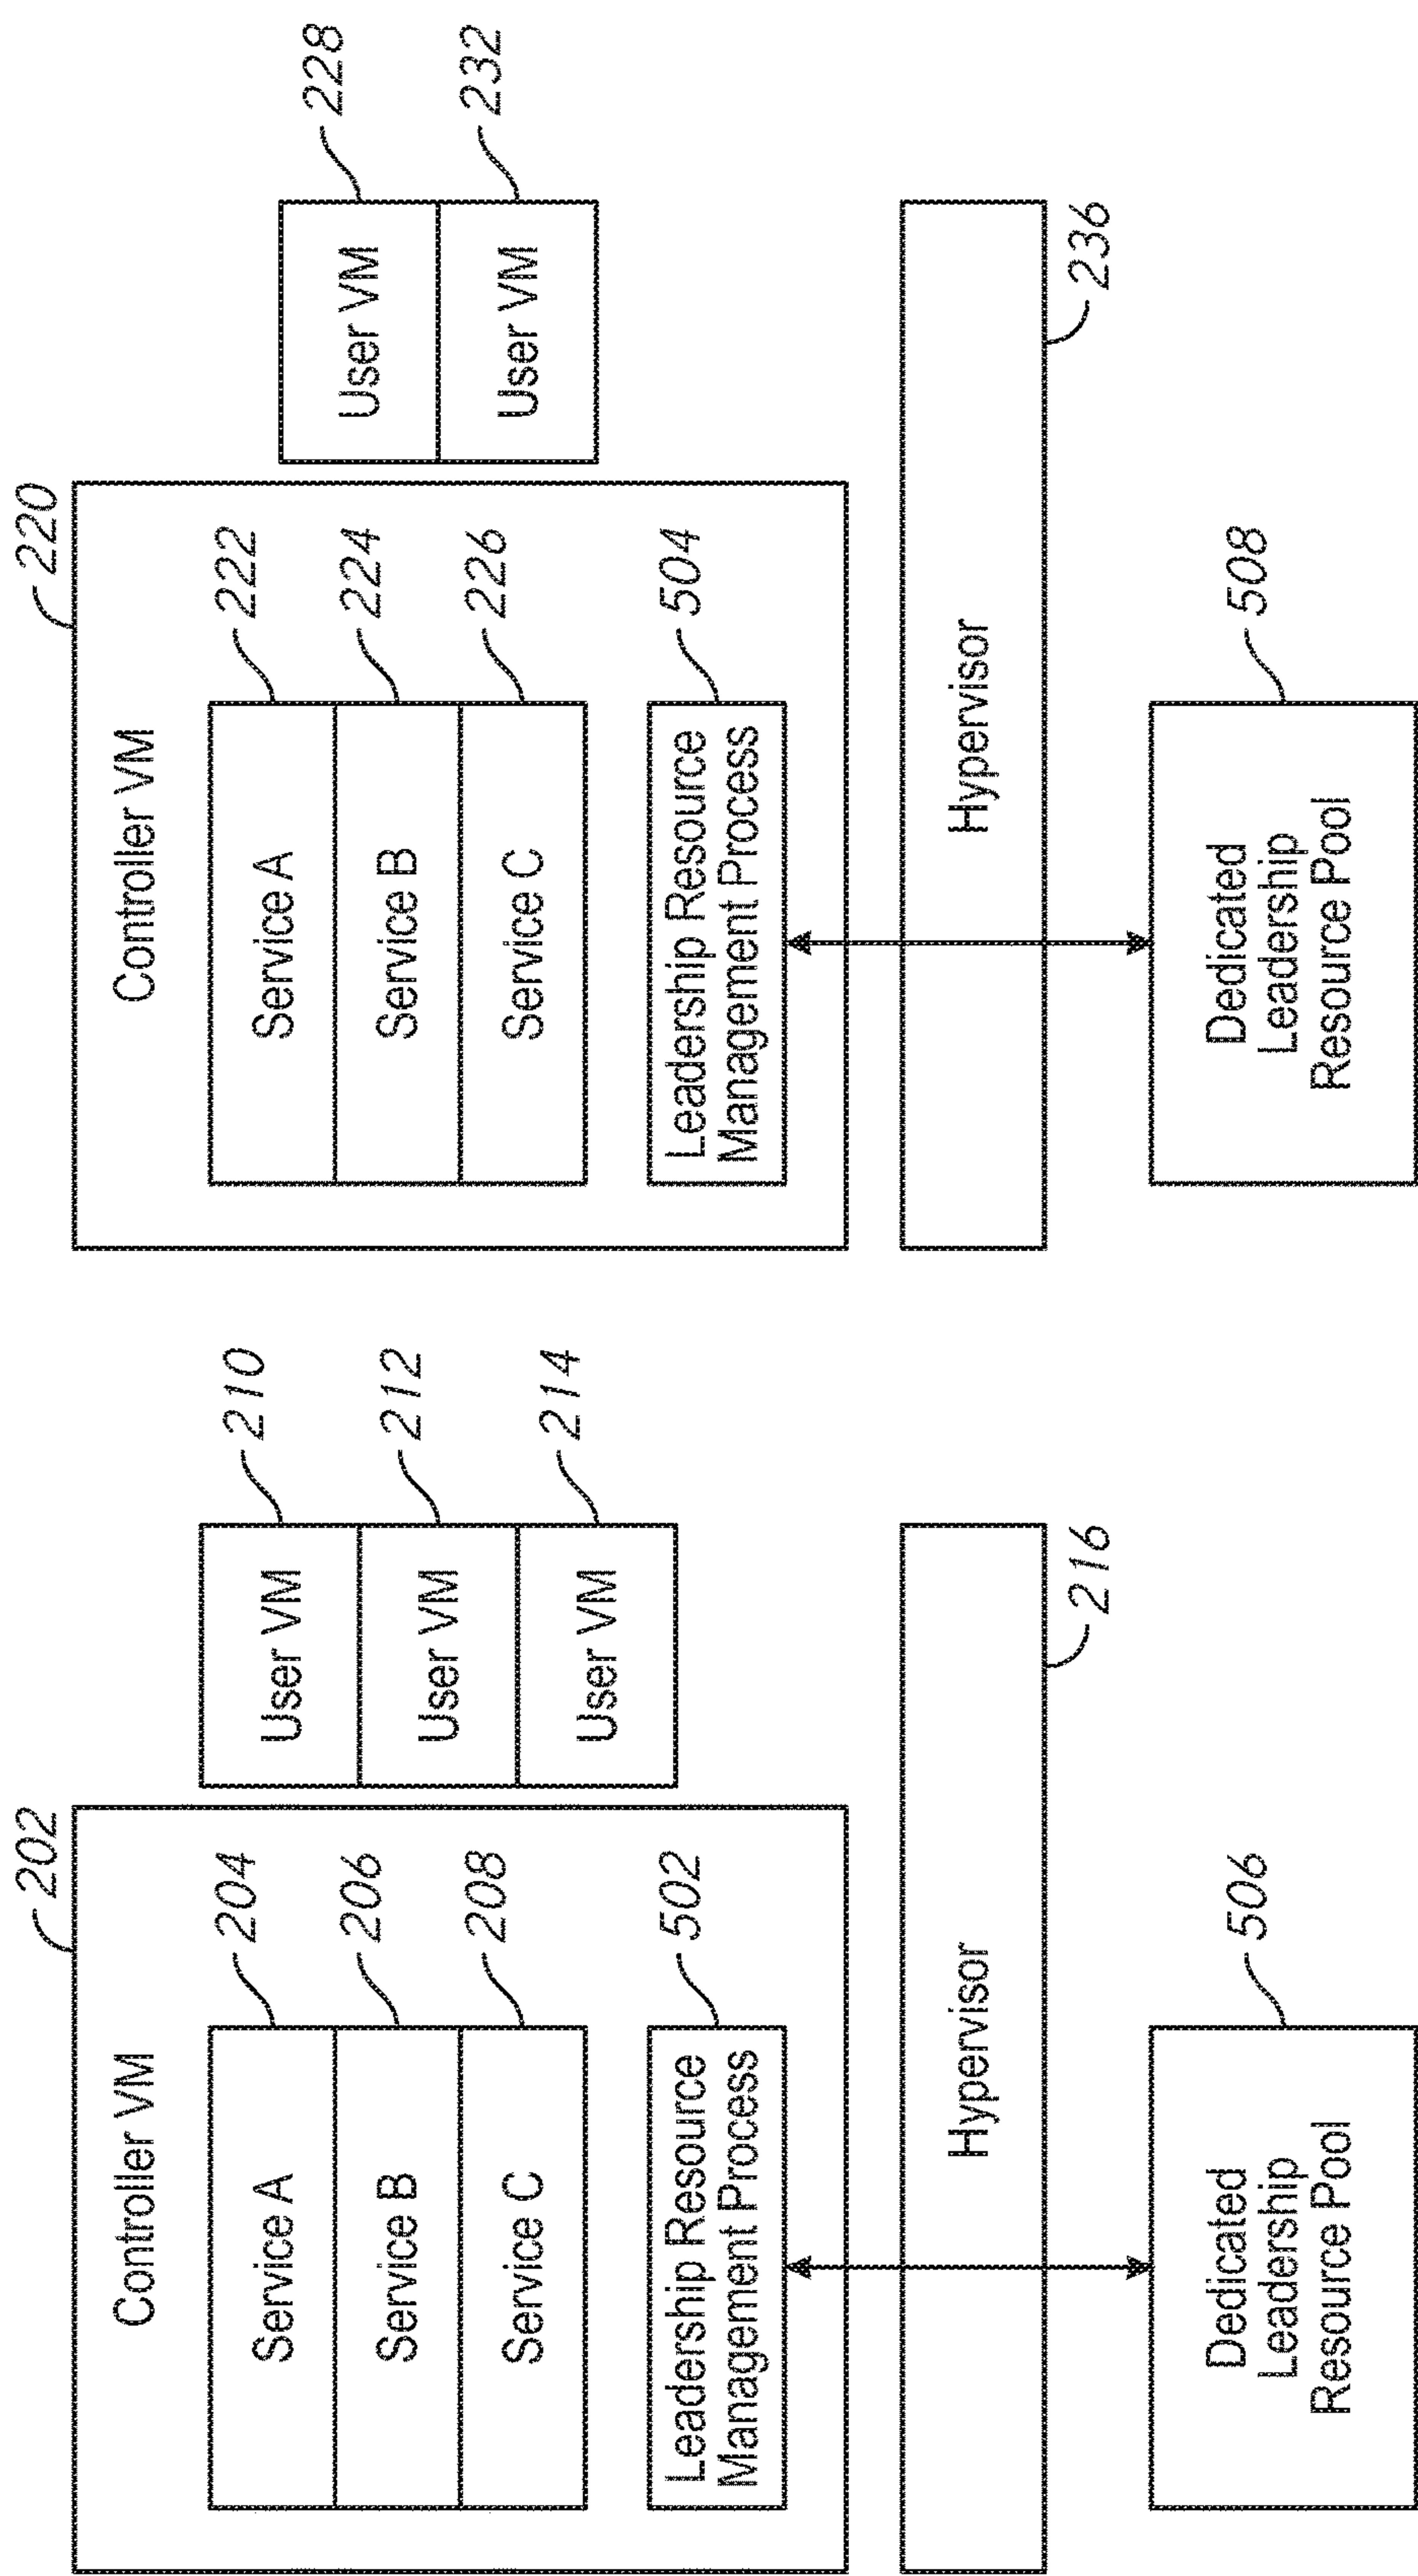 202
Controller VM
Service A
204
Service B
206
Service C
208
Leadership Resource
Management Process
502
User VM
210
User VM
212
User VM
214
Hypervisor
216
Dedicated
Leadership
Resource Pool
506
220
Controller VM
Service A
222
Service B
224
Service C
226
Leadership Resource
Management Process
504
User VM
228
User VM
232
Hypervisor
236
Dedicated
Leadership
Resource Pool
508